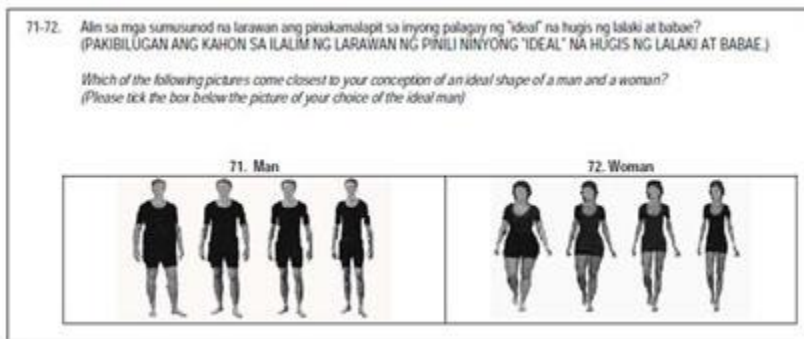 71-72. Alin sa mga sumusunod na larawan ang pinakamalapit sa inyong palagay ng "ideal" na hugis ng lalaki at babae?
(PAKIBILUGAN ANG KAHON SA ILALIM NG LARAWAN NG PINILI NINYONG "IDEAL" NA HUGIS NG LALAKI AT BABAE.)
Which of the following pictures come closest to your conception of an ideal shape of a man and a woman?
(Please tick the box below the picture of your choice of the ideal man)
71. Man
72. Woman